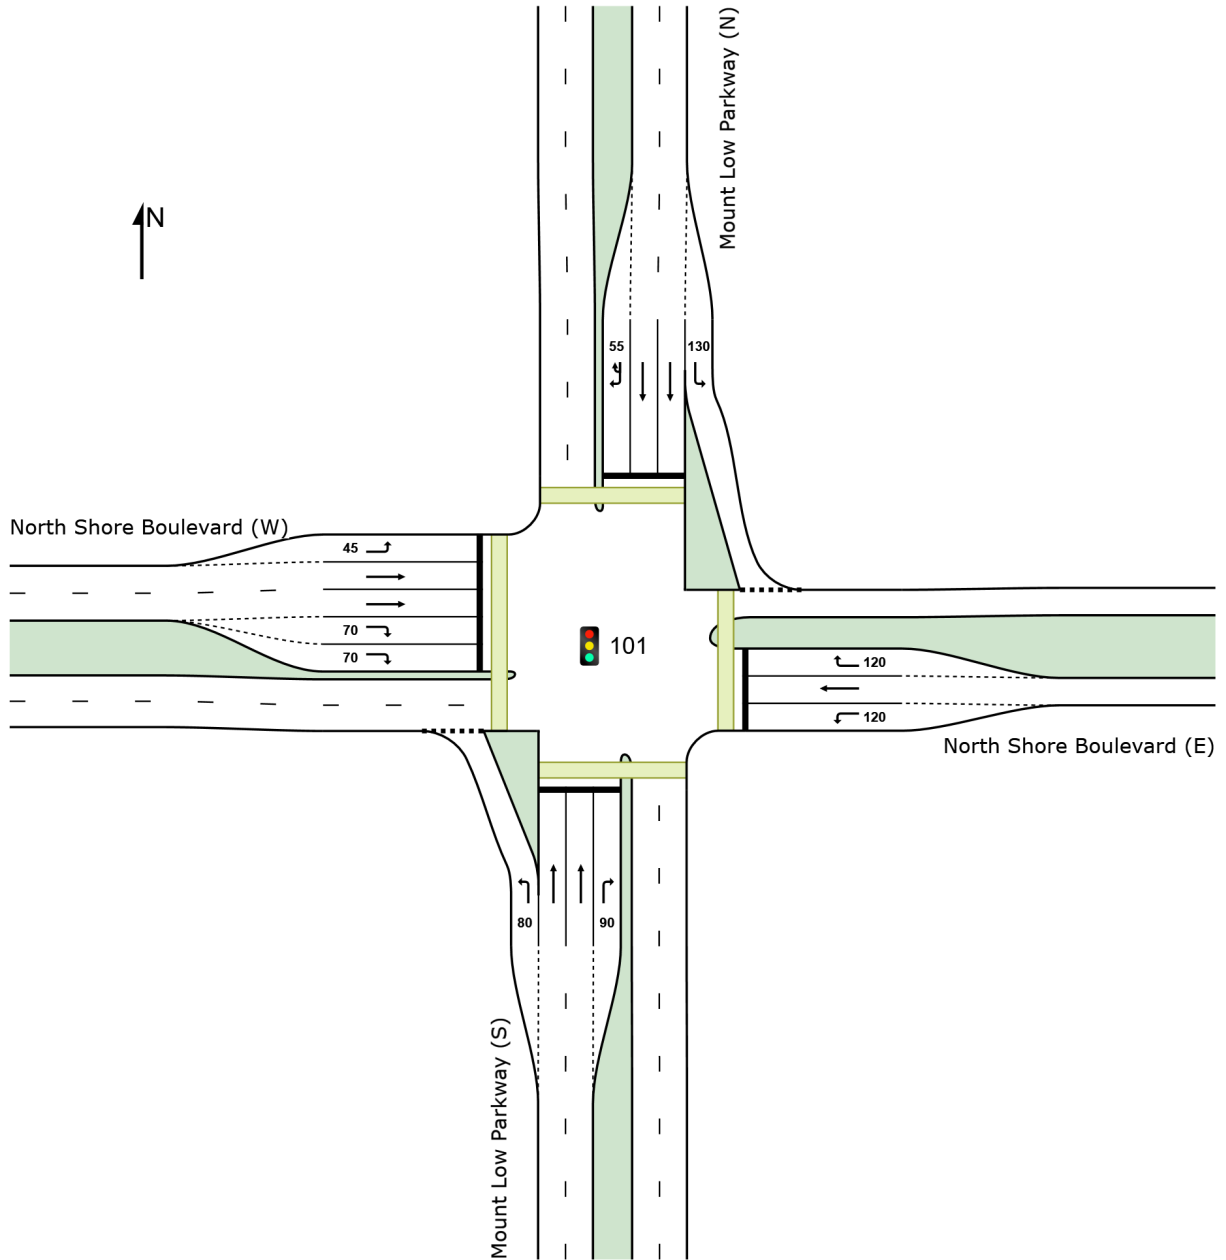 Mount Low Parkway (N)
N
55
130
North Shore Boulevard (W)
45
70
70
101
120
120
North Shore Boulevard (E)
80
90
Mount Low Parkway (S)